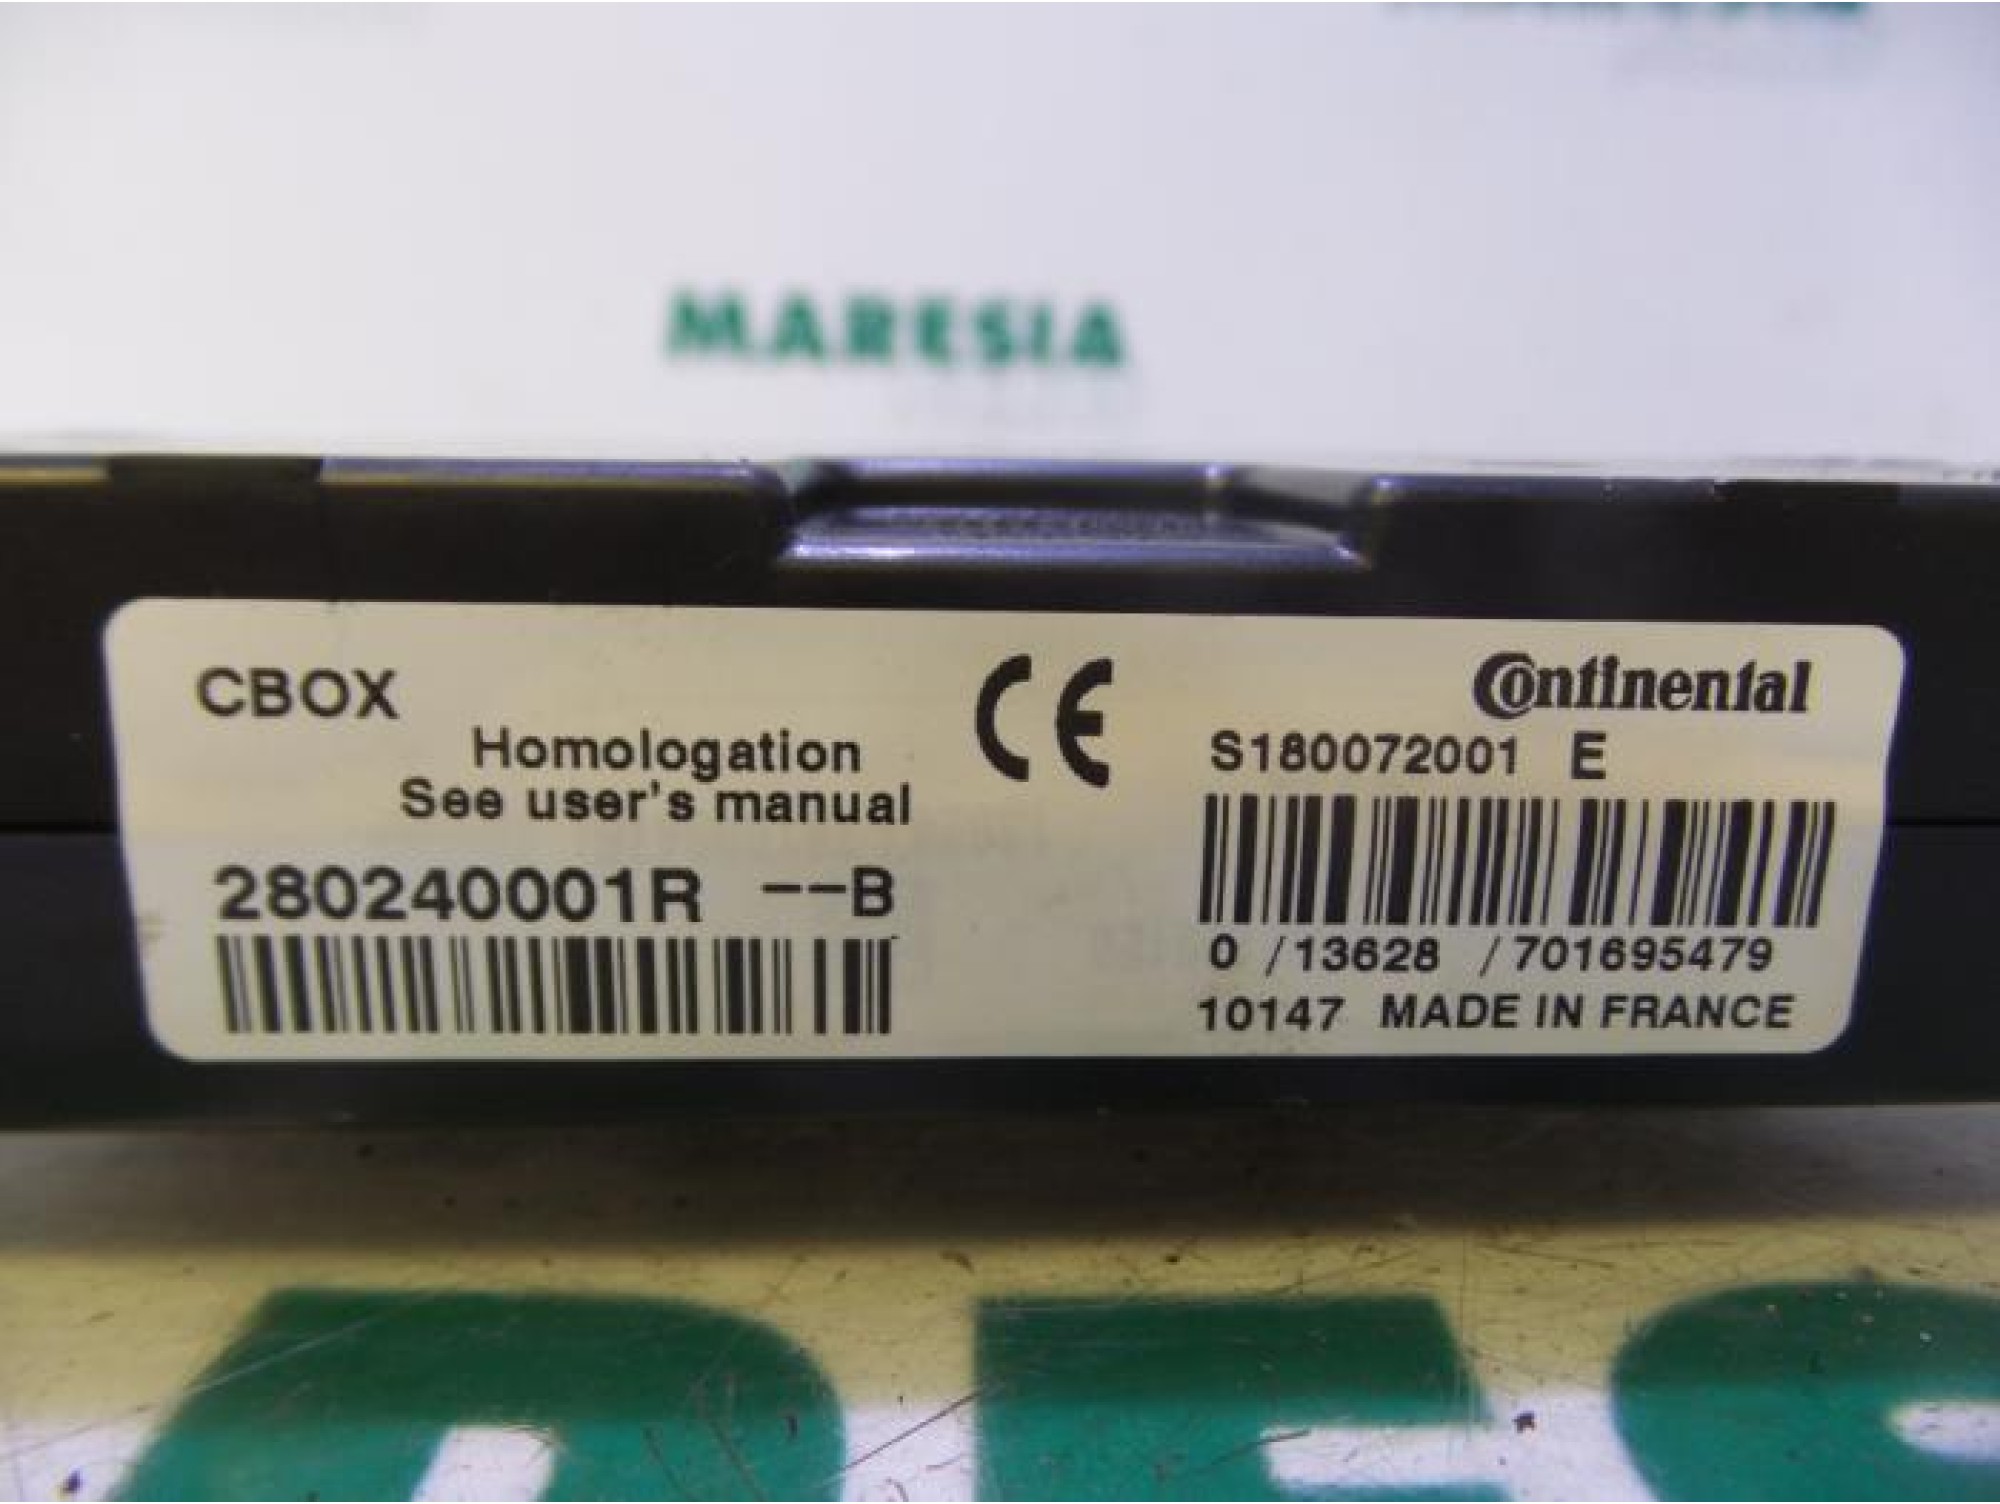 MARESIA
CBOX
Homologation
See user's manual
280240001R --B
CE
Continental
S180072001 E
0 /13628 /701695479
10147 MADE IN FRANCE